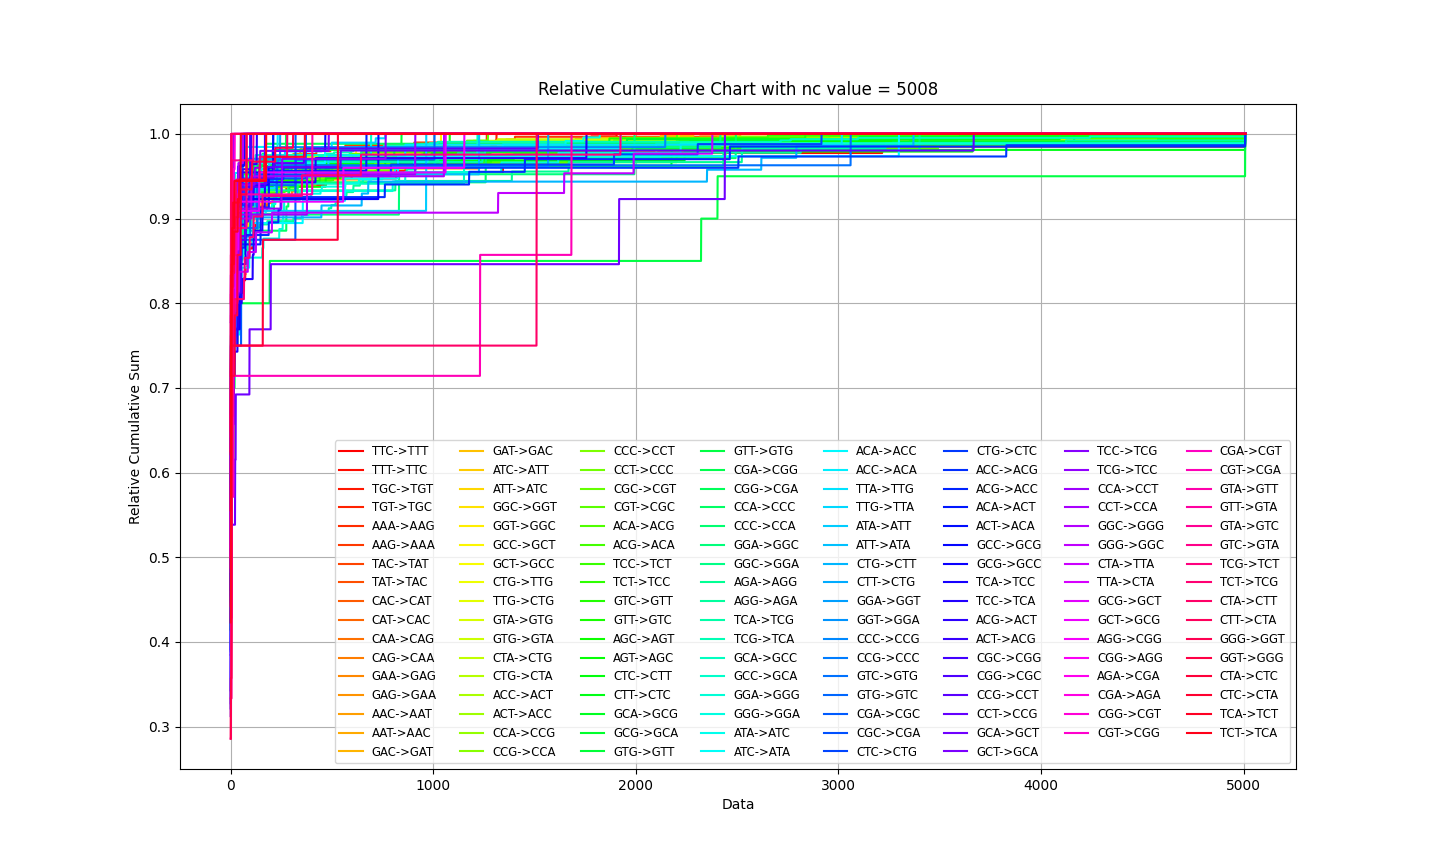 Relative Cumulative Chart with nc value = 5008
Relative Cumulative Sum
1.0
0.9
0.8
0.7
0.6
0.5
0.4
0.3
TTC->TTT
TTT->TTC
TGC->TGT
TGT->TGC
AAA->AAG
AAG->AAA
TAC->TAT
TAT->TAC
CAC->CAT
CAT->CAC
CAA->CAG
CAG->CAA
GAA->GAG
GAG->GAA
AAC->AAT
AAT->AAC
GAC->GAT
GAT->GAC
ATC->ATT
ATT->ATC
GGC->GGT
GGT->GGC
GCC->GCT
GCT->GCC
CTG->TTG
TTG->CTG
GTA->GTG
GTG->GTA
CTA->CTG
CTG->CTA
ACC->ACT
ACT->ACC
CCA->CCG
CCG->CCA
CCC->CCT
CCT->CCC
CGC->CGT
CGT->CGC
ACA->ACG
ACG->ACA
TCC->TCT
TCT->TCC
GTC->GTT
GTT->GTC
AGC->AGT
AGT->AGC
CTC->CTT
CTT->CTC
GCA->GCG
GCG->GCA
GTG->GTT
GTT->GTG
CGA->CGG
CGG->CGA
CCA->CCC
CCC->CCA
GGA->GGC
GGC->GGA
AGA->AGG
AGG->AGA
TCA->TCG
TCG->TCA
GCA->GCC
GCC->GCA
GGA->GGG
GGG->GGA
ATA->ATC
ATC->ATA
ACA->ACC
ACC->ACA
TTA->TTG
TTG->TTA
ATA->ATT
ATT->ATA
CTG->CTT
CTT->CTG
GGA->GGT
GGT->GGA
CCC->CCG
CCG->CCC
GTC->GTG
GTG->GTC
CGA->CGC
CGC->CGA
CTC->CTG
CTG->CTC
ACC->ACG
ACG->ACC
ACA->ACT
ACT->ACA
GCC->GCG
GCG->GCC
TCA->TCC
TCC->TCA
ACG->ACT
ACT->ACG
CGC->CGG
CGG->CGC
CCG->CCT
CCT->CCG
GCA->GCT
GCT->GCA
TCC->TCG
TCG->TCC
CCA->CCT
CCT->CCA
GGC->GGG
GGG->GGC
CTA->TTA
TTA->CTA
GCG->GCT
GCT->GCG
AGG->CGG
CGG->AGG
AGA->CGA
CGA->AGA
CGG->CGT
CGT->CGG
CGA->CGT
CGT->CGA
GTA->GTT
GTT->GTA
GTA->GTC
GTC->GTA
TCG->TCT
TCT->TCG
CTA->CTT
CTT->CTA
GGG->GGT
GGT->GGG
CTA->CTC
CTC->CTA
TCA->TCT
TCT->TCA
0
1000
2000
3000
4000
5000
Data